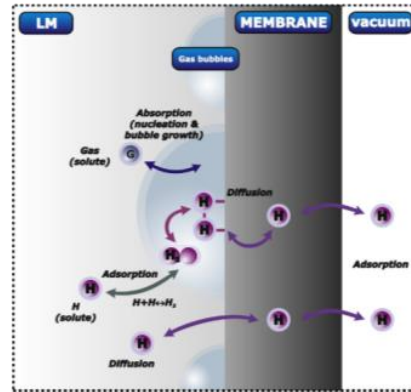 LM
MEMBRANE
vacuum
Gas bubbles
Absorption
(nucleation &
bubble growth)
Gas
(solute)
G
Diffusion
H
H
H
H
H₂
Adsorption
Adsorption
H
H
(solute)
H+H↔H₂
H
H
H
Diffusion